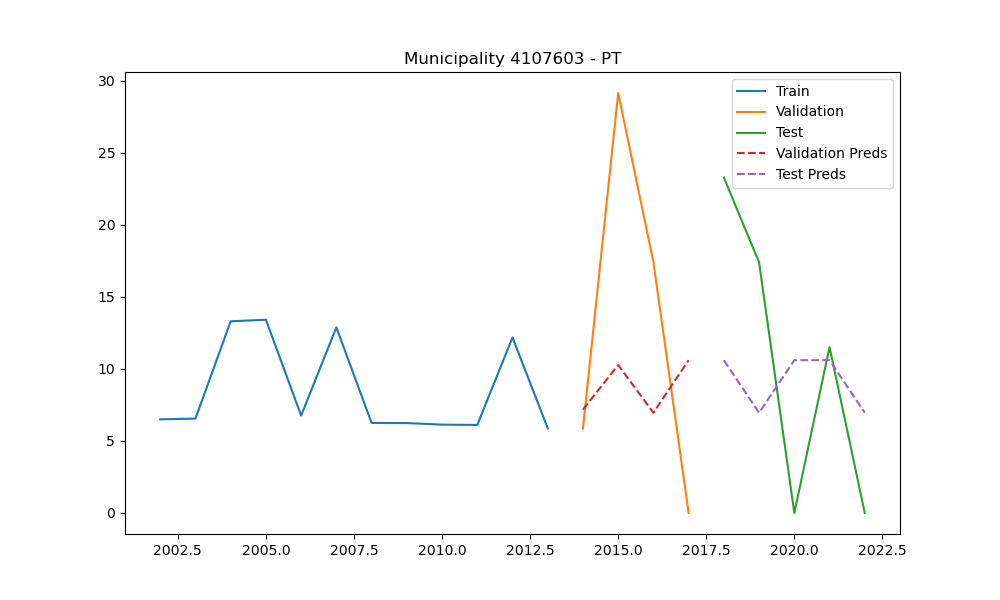 Municipality 4107603 - PT
30
25
20
15
10
5
0
Train
Validation
Test
Validation Preds
Test Preds
2002.5 2005.0 2007.5 2010.0 2012.5 2015.0 2017.5 2020.0 2022.5